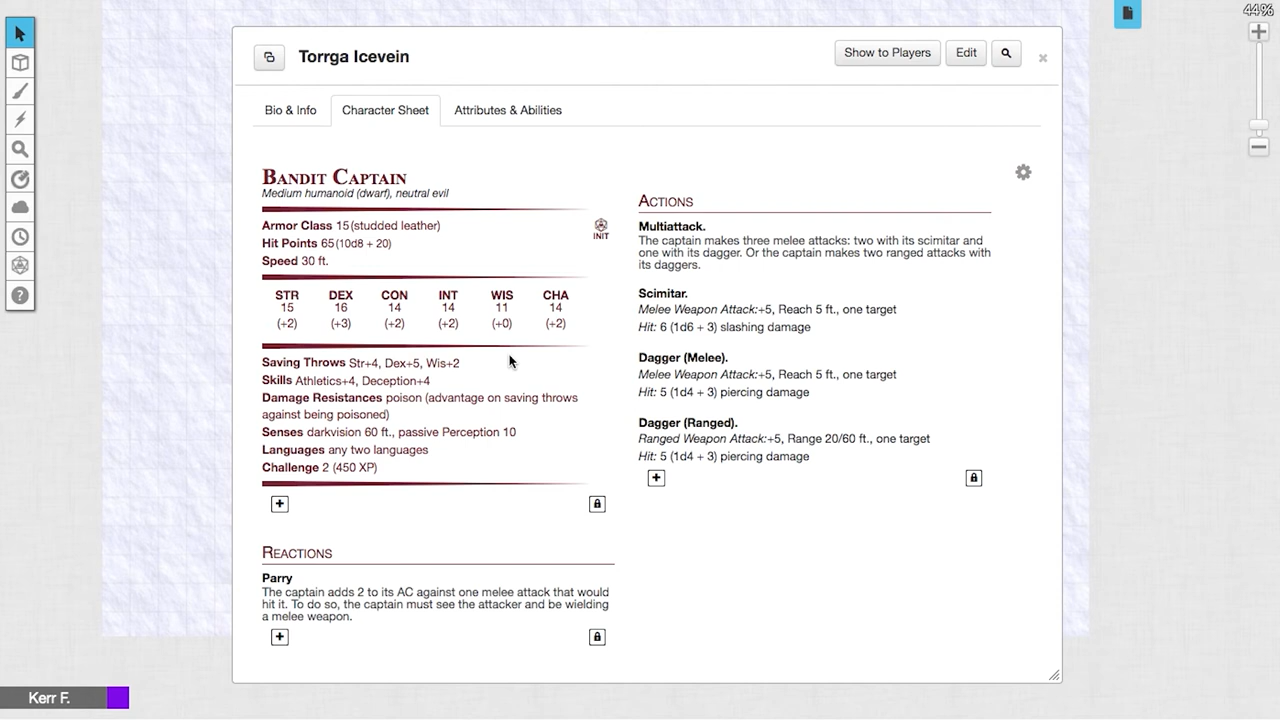 44%
Torrga Icevein
Show to Players
Edit
Bio & Info
Character Sheet
Attributes & Abilities
Bandit Captain
Medium humanoid (dwarf), neutral evil
Armor Class 15 (studded leather)
INIT
Hit Points 65 (10d8 + 20)
Speed 30 ft.
STR DEX CON INT WIS CHA
15 16 14 14 11 14
(+2) (+3) (+2) (+2) (+0) (+2)
Saving Throws Str+4, Dex+5, Wis+2
Skills Athletics+4, Deception+4
Damage Resistances poison (advantage on saving throws
against being poisoned)
Senses darkvision 60 ft., passive Perception 10
Languages any two languages
Challenge 2 (450 XP)
Reactions
Parry
The captain adds 2 to its AC against one melee attack that would
hit it. To do so, the captain must see the attacker and be wielding
a melee weapon.
Actions
Multiattack.
The captain makes three melee attacks: two with its scimitar and
one with its dagger. Or the captain makes two ranged attacks with
its daggers.
Scimitar.
Melee Weapon Attack:+5, Reach 5 ft., one target
Hit: 6 (1d6 + 3) slashing damage
Dagger (Melee).
Melee Weapon Attack:+5, Reach 5 ft., one target
Hit: 5 (1d4 + 3) piercing damage
Dagger (Ranged).
Ranged Weapon Attack:+5, Range 20/60 ft., one target
Hit: 5 (1d4 + 3) piercing damage
Kerr F.